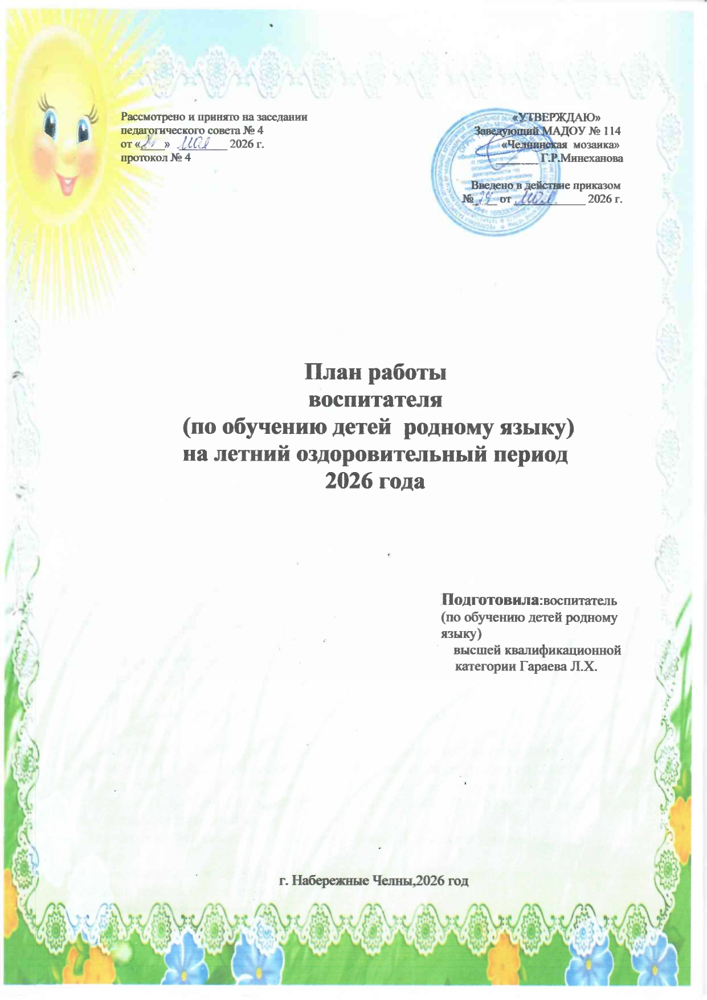 Рассмотрено и принято на заседании
педагогического совета № 4
от «____» мая 2026 г.
протокол № 4
«УТВЕРЖДАЮ»
Заведующий МАДОУ № 114
«Челнинская мозаика»
________Г.Р.Минеханова
Введено в действие приказом
№ от мая 2026 г.
План работы
воспитателя
(по обучению детей родному языку)
на летний оздоровительный период
2026 года
Подготовила:воспитатель
(по обучению детей родному
языку)
высшей квалификационной
категории Гараева Л.Х.
г. Набережные Челны,2026 год